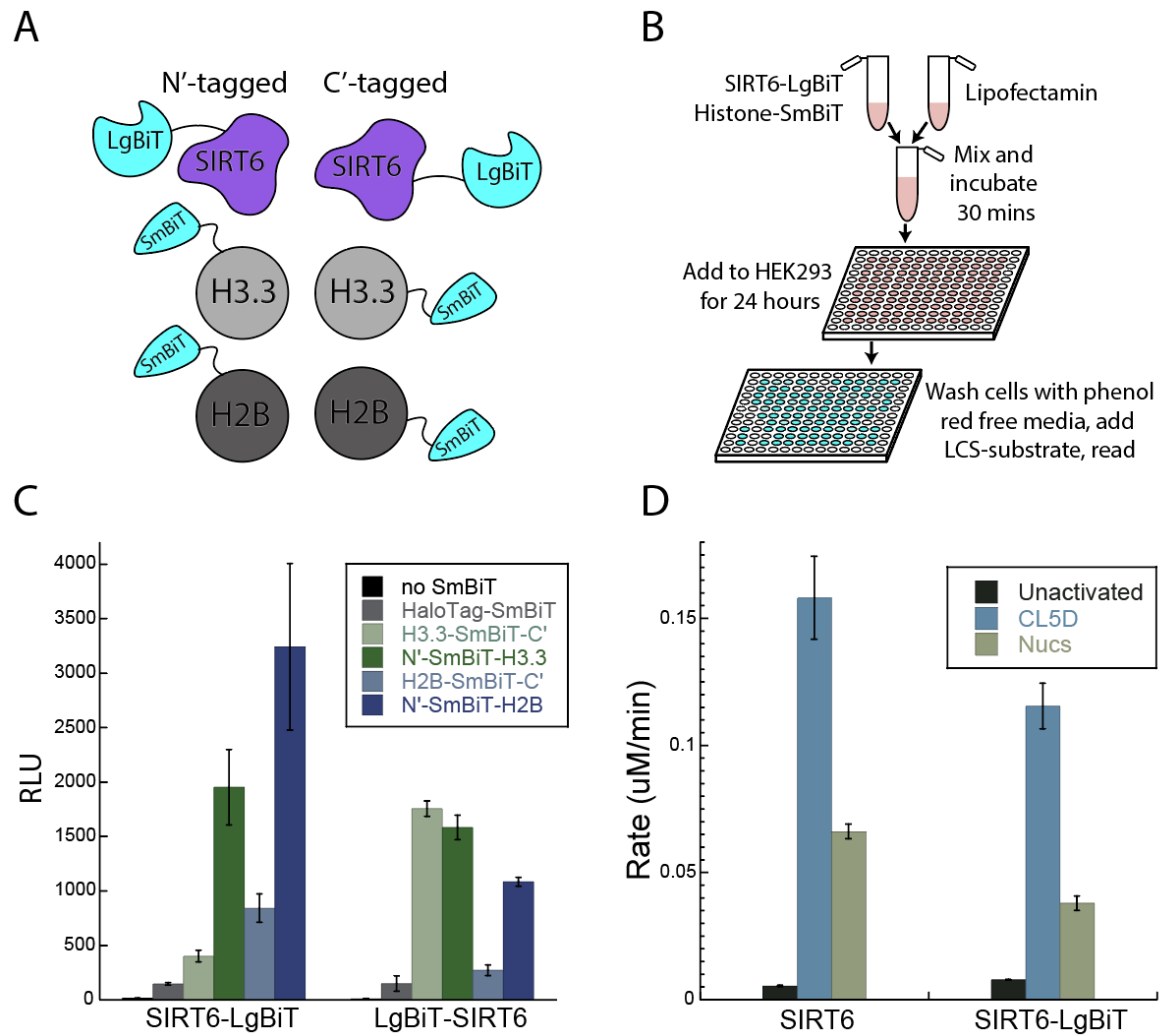 A
N'-tagged C'-tagged
LgBiT
SIRT6
SIRT6
LgBiT
SmBiT
H3.3
H3.3
SmBiT
SmBiT
H2B
H2B
SmBiT
B
SIRT6-LgBiT
Histone-SmBiT
Lipofectamin
Mix and
incubate
30 mins
Add to HEK293
for 24 hours
Wash cells with phenol
red free media, add
LCS-substrate, read
C
RLU
4000
3500
3000
2500
2000
1500
1000
500
0
no SmBiT
HaloTag-SmBiT
H3.3-SmBiT-C'
N'-SmBiT-H3.3
H2B-SmBiT-C'
N'-SmBiT-H2B
SIRT6-LgBiT
LgBiT-SIRT6
D
Rate (uM/min)
0.15
0.1
0.05
0
Unactivated
CL5D
Nucs
SIRT6
SIRT6-LgBiT